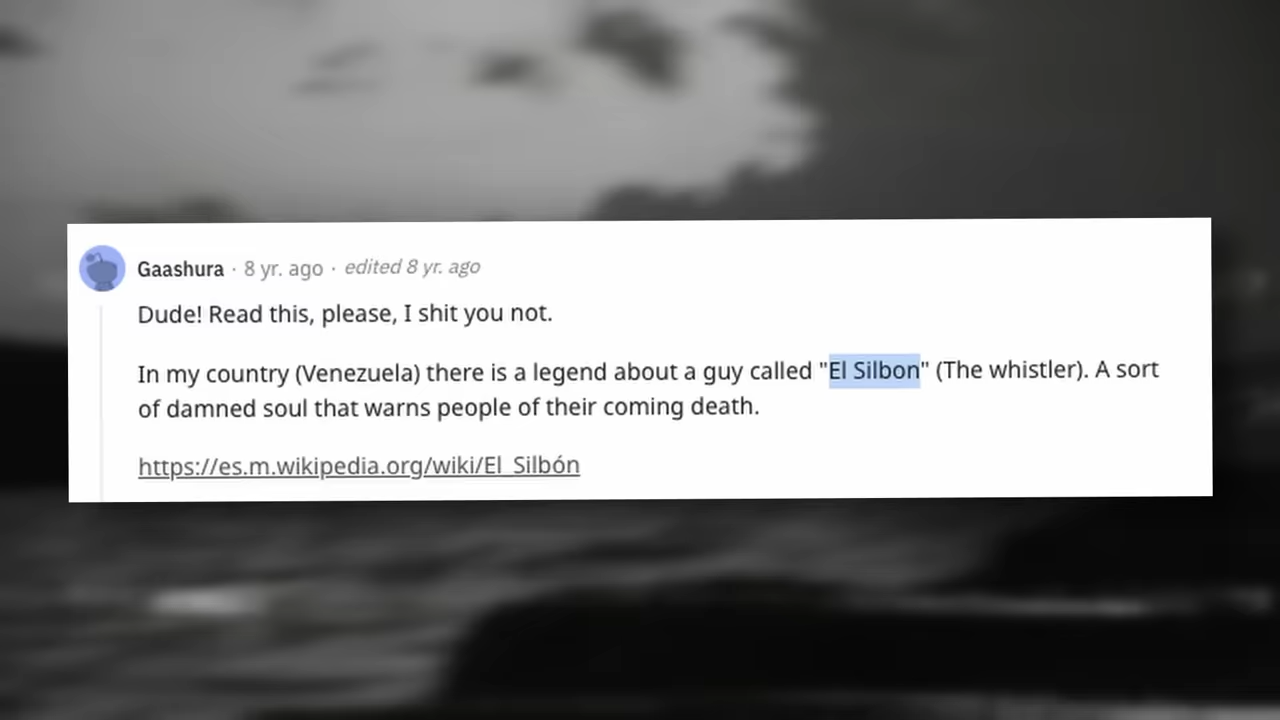 Gaashura · 8 yr. ago · edited 8 yr. ago
Dude! Read this, please, I shit you not.
In my country (Venezuela) there is a legend about a guy called "El Silbon" (The whistler). A sort
of damned soul that warns people of their coming death.
https://es.m.wikipedia.org/wiki/El_Silbón